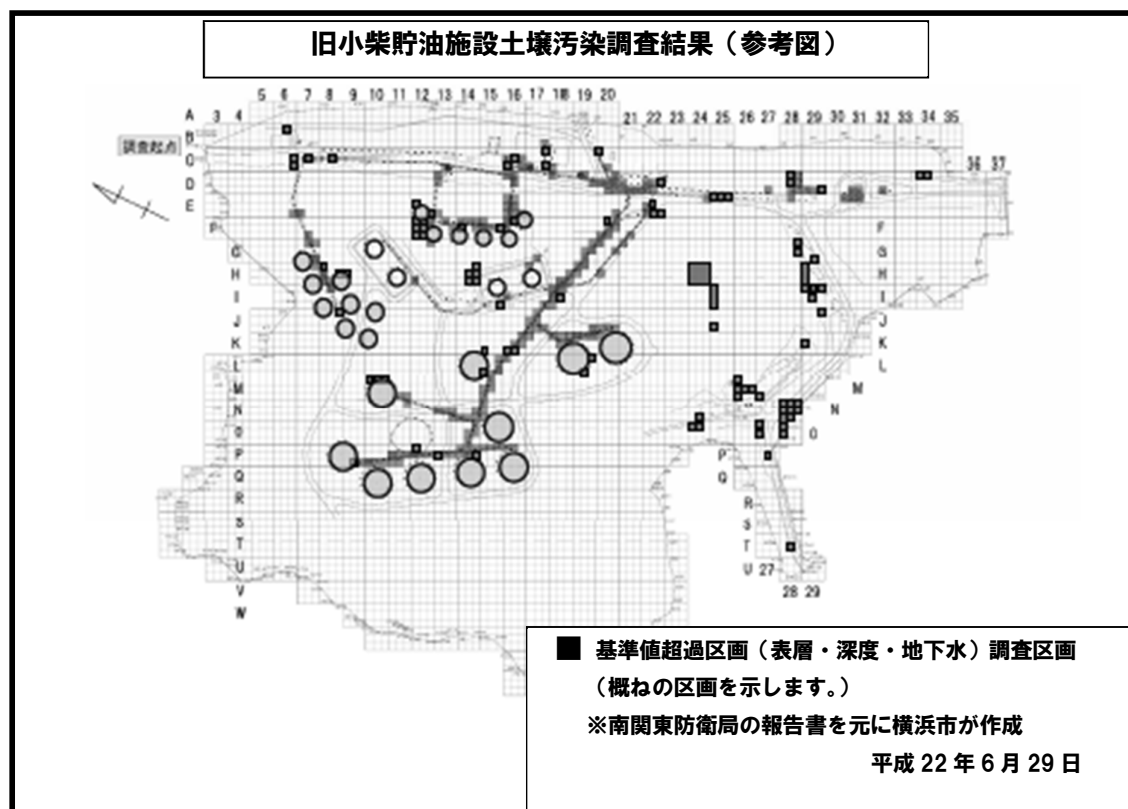 旧小柴貯油施設土壌汚染調査結果（参考図）
5 6 7 8 9 10 11 12 13 14 15 16 17 18 19 20
A 3 4 21 22 23 24 25 26 27 28 29 30 31 32 33 34 35
B
調査起点
C 36 37
D
E
F F
G G
H H
I I
J J
K K
L L
M M
N N
O O
P P
Q Q
R R
S S
T T
U U 27
V 28 29
W
■ 基準値超過区画（表層・深度・地下水）調査区画
（概ねの区画を示します。）
※南関東防衛局の報告書を元に横浜市が作成
平成 22 年 6 月 29 日